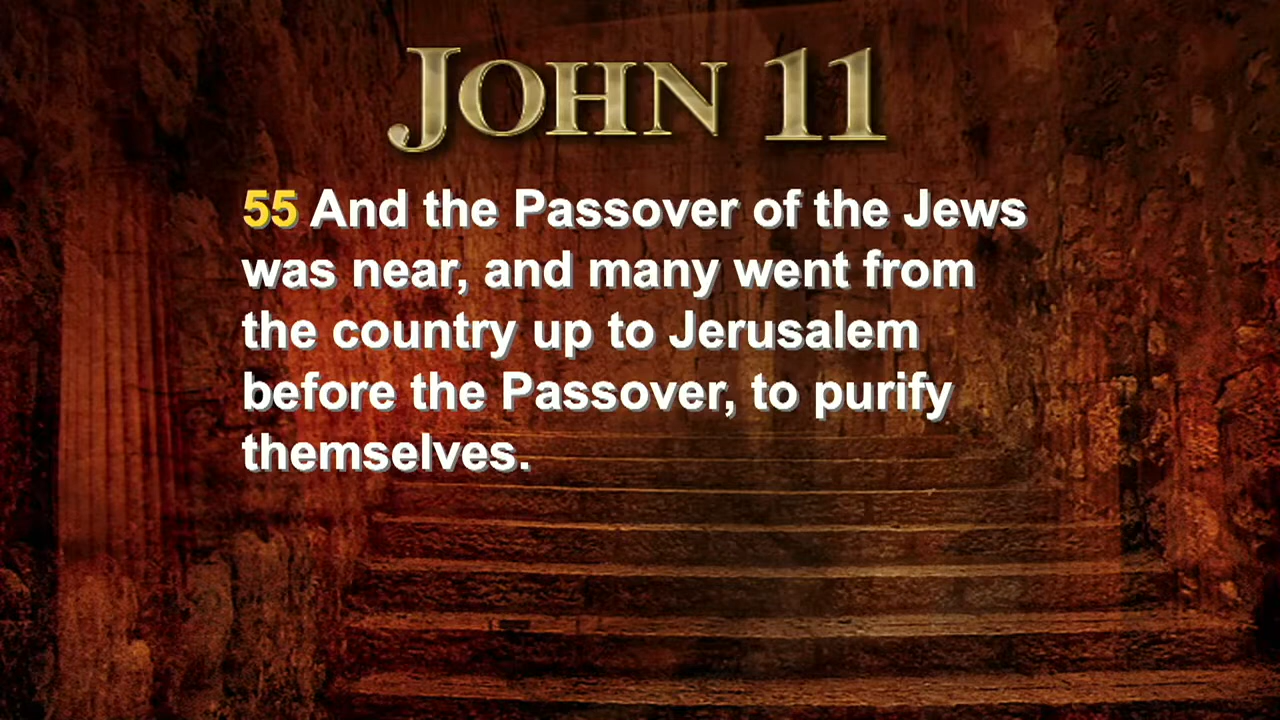 JOHN 11
55 And the Passover of the Jews
was near, and many went from
the country up to Jerusalem
before the Passover, to purify
themselves.